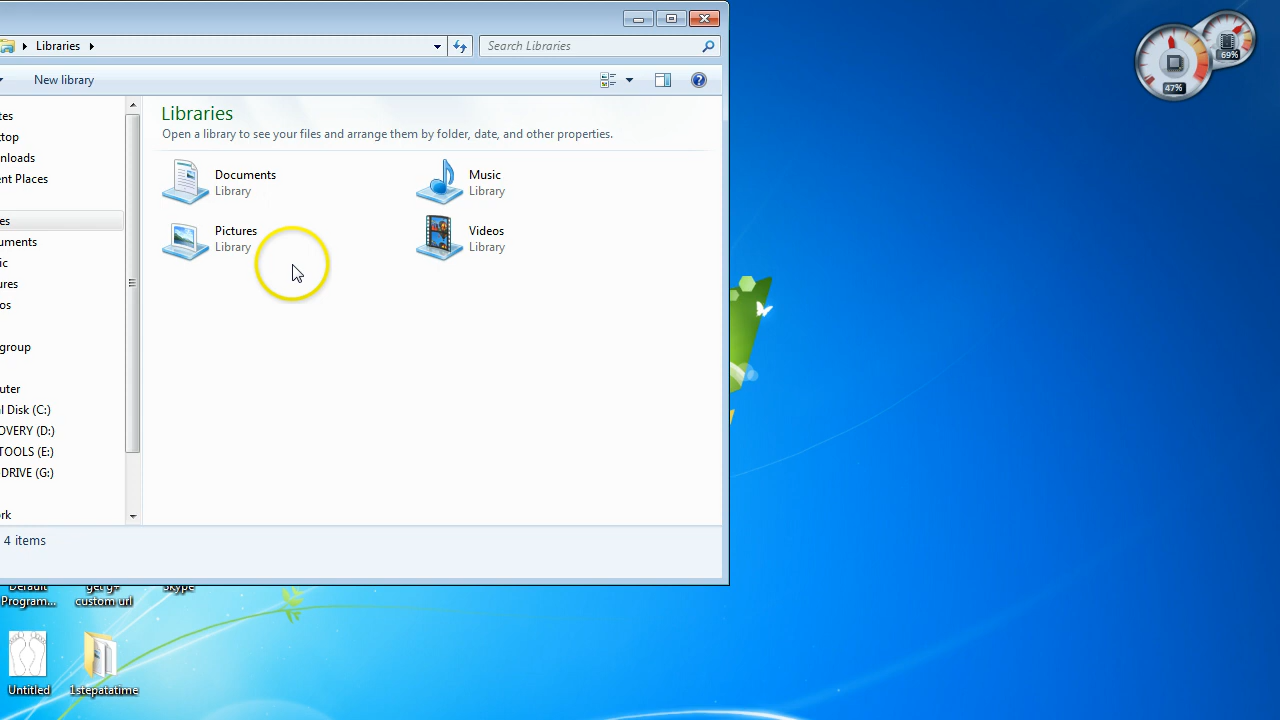 Libraries
Search Libraries
New library
tes
ktop
nloads
ent Places
es
uments
ic
ures
os
group
uter
l Disk (C:)
OVERY (D:)
TOOLS (E:)
DRIVE (G:)
rk
Libraries
Open a library to see your files and arrange them by folder, date, and other properties.
Documents
Library
Music
Library
Pictures
Library
Videos
Library
4 items
69%
47%
Default
Program...
get g+
custom url
Skype
Untitled
1stepatatime